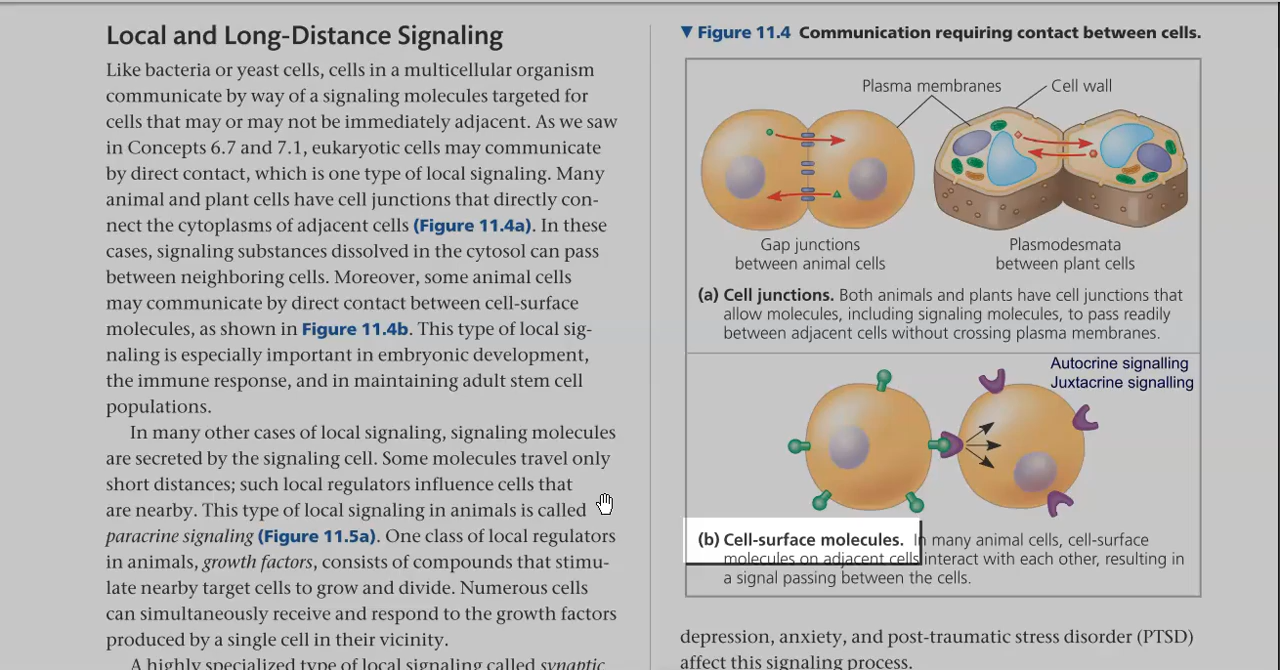 Local and Long-Distance Signaling
Like bacteria or yeast cells, cells in a multicellular organism
communicate by way of a signaling molecules targeted for
cells that may or may not be immediately adjacent. As we saw
in Concepts 6.7 and 7.1, eukaryotic cells may communicate
by direct contact, which is one type of local signaling. Many
animal and plant cells have cell junctions that directly con-
nect the cytoplasms of adjacent cells (Figure 11.4a). In these
cases, signaling substances dissolved in the cytosol can pass
between neighboring cells. Moreover, some animal cells
may communicate by direct contact between cell-surface
molecules, as shown in Figure 11.4b. This type of local sig-
naling is especially important in embryonic development,
the immune response, and in maintaining adult stem cell
populations.
In many other cases of local signaling, signaling molecules
are secreted by the signaling cell. Some molecules travel only
short distances; such local regulators influence cells that
are nearby. This type of local signaling in animals is called
paracrine signaling (Figure 11.5a). One class of local regulators
in animals, growth factors, consists of compounds that stimu-
late nearby target cells to grow and divide. Numerous cells
can simultaneously receive and respond to the growth factors
produced by a single cell in their vicinity.
A highly specialized type of local signaling called synaptic
▼ Figure 11.4 Communication requiring contact between cells.
Plasma membranes
Cell wall
Gap junctions
between animal cells
Plasmodesmata
between plant cells
(a) Cell junctions. Both animals and plants have cell junctions that
allow molecules, including signaling molecules, to pass readily
between adjacent cells without crossing plasma membranes.
Autocrine signalling
Juxtacrine signalling
(b) Cell-surface molecules. In many animal cells, cell-surface
molecules on adjacent cells interact with each other, resulting in
a signal passing between the cells.
depression, anxiety, and post-traumatic stress disorder (PTSD)
affect this signaling process.